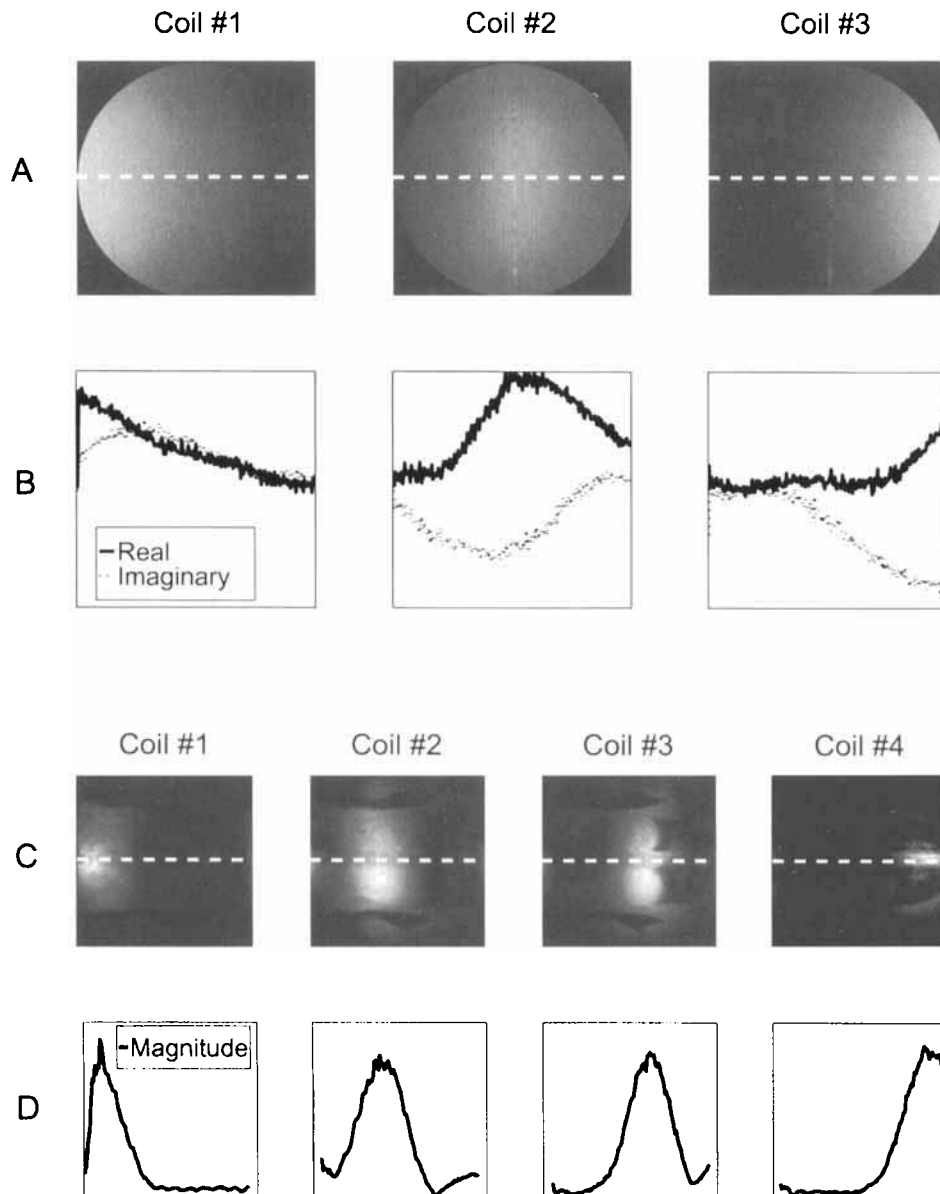 Coil #1 Coil #2 Coil #3
A
B
Real
Imaginary
Coil #1 Coil #2 Coil #3 Coil #4
C
Magnitude
D